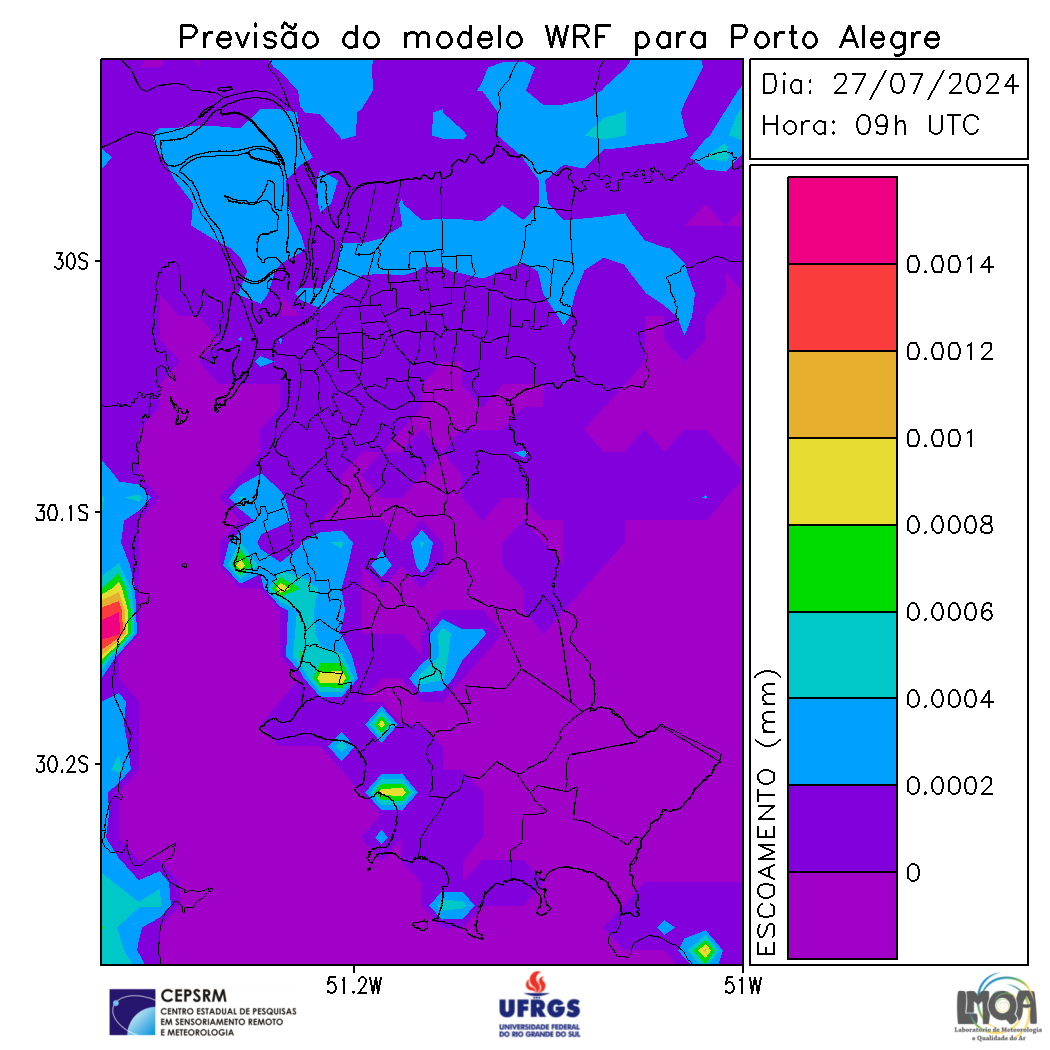 Previsão do modelo WRF para Porto Alegre
Dia: 27/07/2024
Hora: 09h UTC
30S
30.1S
30.2S
51.2W
51W
ESCOAMENTO (mm)
0.0014
0.0012
0.001
0.0008
0.0006
0.0004
0.0002
0
CEPSRM
CENTRO ESTADUAL DE PESQUISAS
EM SENSORIAMENTO REMOTO
E METEOROLOGIA
UFRGS
UNIVERSIDADE FEDERAL
DO RIO GRANDE DO SUL
LMQA
Laboratório de Meteorologia
e Qualidade do Ar